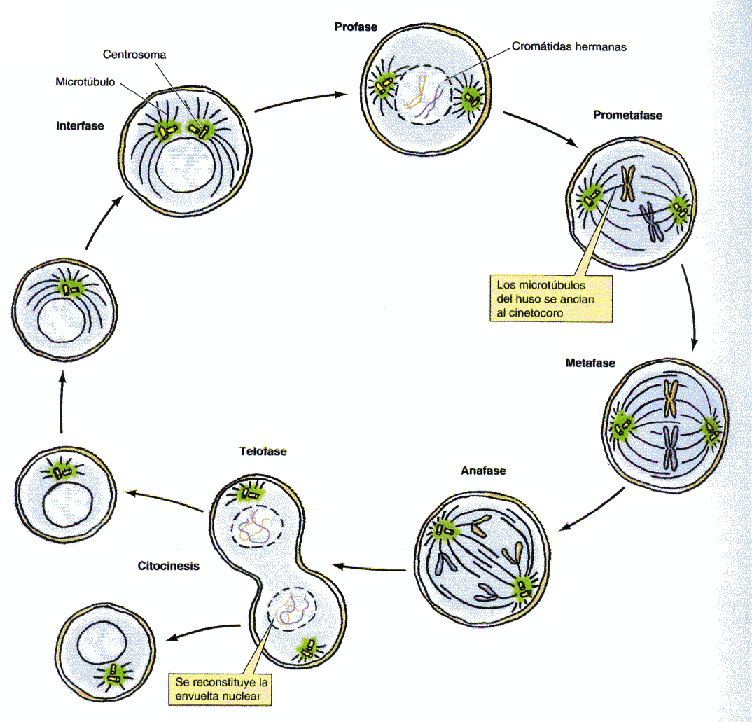 Profase
Cromátidas hermanas
Centrosoma
Microtúbulo
Interfase
Prometafase
Los microtúbulos
del huso se anclan
al cinetocoro
Metafase
Anafase
Telofase
Citocinesis
Se reconstituye la
envuelta nuclear